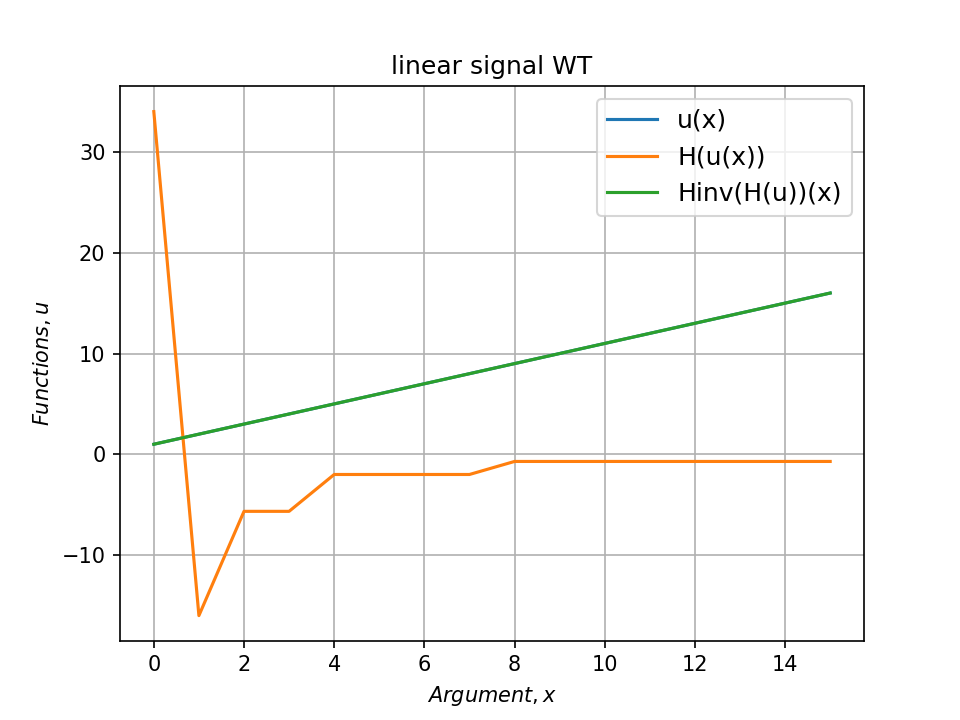 linear signal WT
u(x)
H(u(x))
Hinv(H(u))(x)
30
20
10
0
−10
Functions, u
0 2 4 6 8 10 12 14
Argument, x